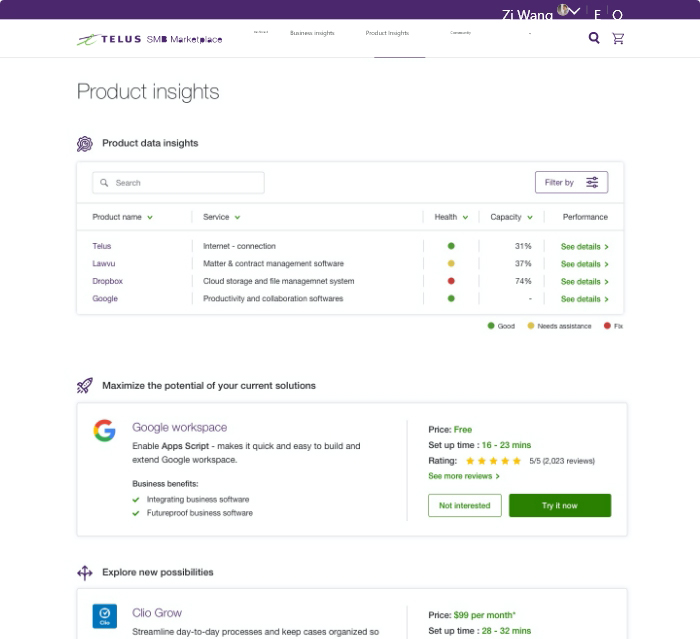 Zi Wang E
TELUS SMB Marketplace Business insights Product Insights Community
Product insights
Product data insights
Search Filter by
Product name Service Health Capacity Performance
Telus Internet - connection 31% See details >
Lawvu Matter & contract management software 37% See details >
Dropbox Cloud storage and file managemnet system 74% See details >
Google Productivity and collaboration softwares - See details >
Good Needs assistance Fix
Maximize the potential of your current solutions
Google workspace
Enable Apps Script - makes it quick and easy to build and
extend Google workspace.
Business benefits:
Integrating business software
Futureproof business software
Price: Free
Set up time : 16 - 23 mins
Rating: 5/5 (2,023 reviews)
See more reviews >
Not interested Try it now
Explore new possibilities
Clio
Clio Grow
Streamline day-to-day processes and keep cases organized so
Price: $99 per month*
Set up time : 28 - 32 mins